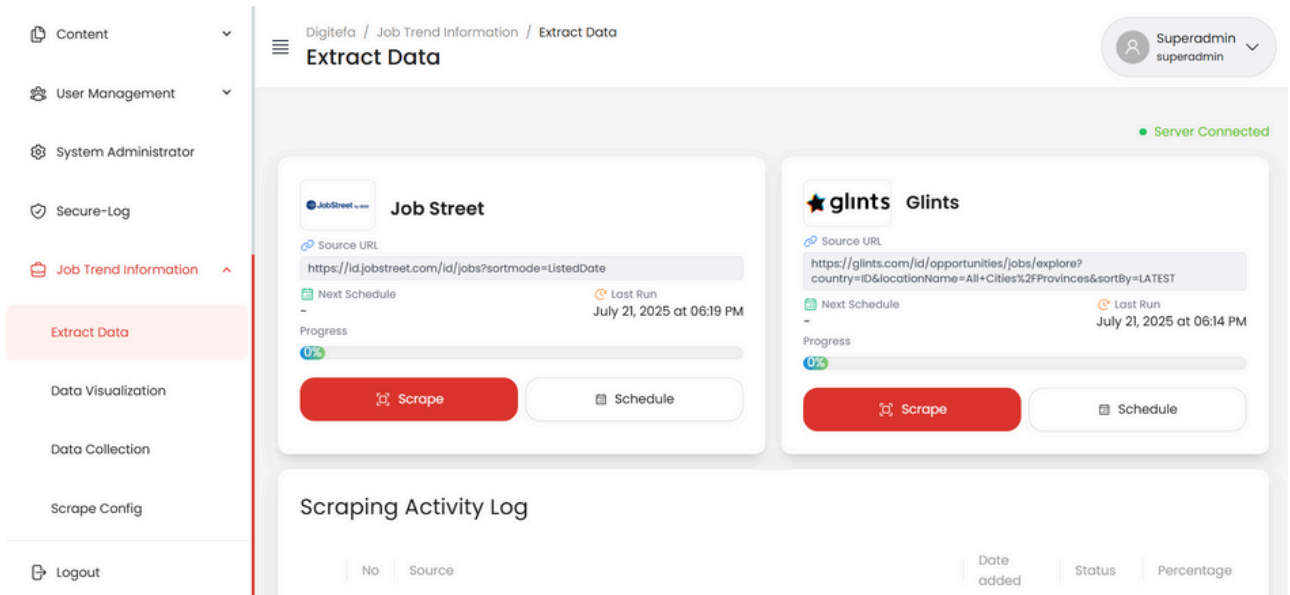 Content
User Management
System Administrator
Secure-Log
Job Trend Information
Extract Data
Data Visualization
Data Collection
Scrape Config
Logout
Digitefa / Job Trend Information / Extract Data
Extract Data
Superadmin
superadmin
Server Connected
JobStreet
Job Street
Source URL
https://id.jobstreet.com/id/jobs?sortmode=ListedDate
Next Schedule
-
Last Run
July 21, 2025 at 06:19 PM
Progress
0%
Scrape
Schedule
glints
Glints
Source URL
https://glints.com/id/opportunities/jobs/explore?
country=ID&locationName=All+Cities%2FProvinces&sortBy=LATEST
Next Schedule
-
Last Run
July 21, 2025 at 06:14 PM
Progress
0%
Scrape
Schedule
Scraping Activity Log
No
Source
Date
added
Status
Percentage